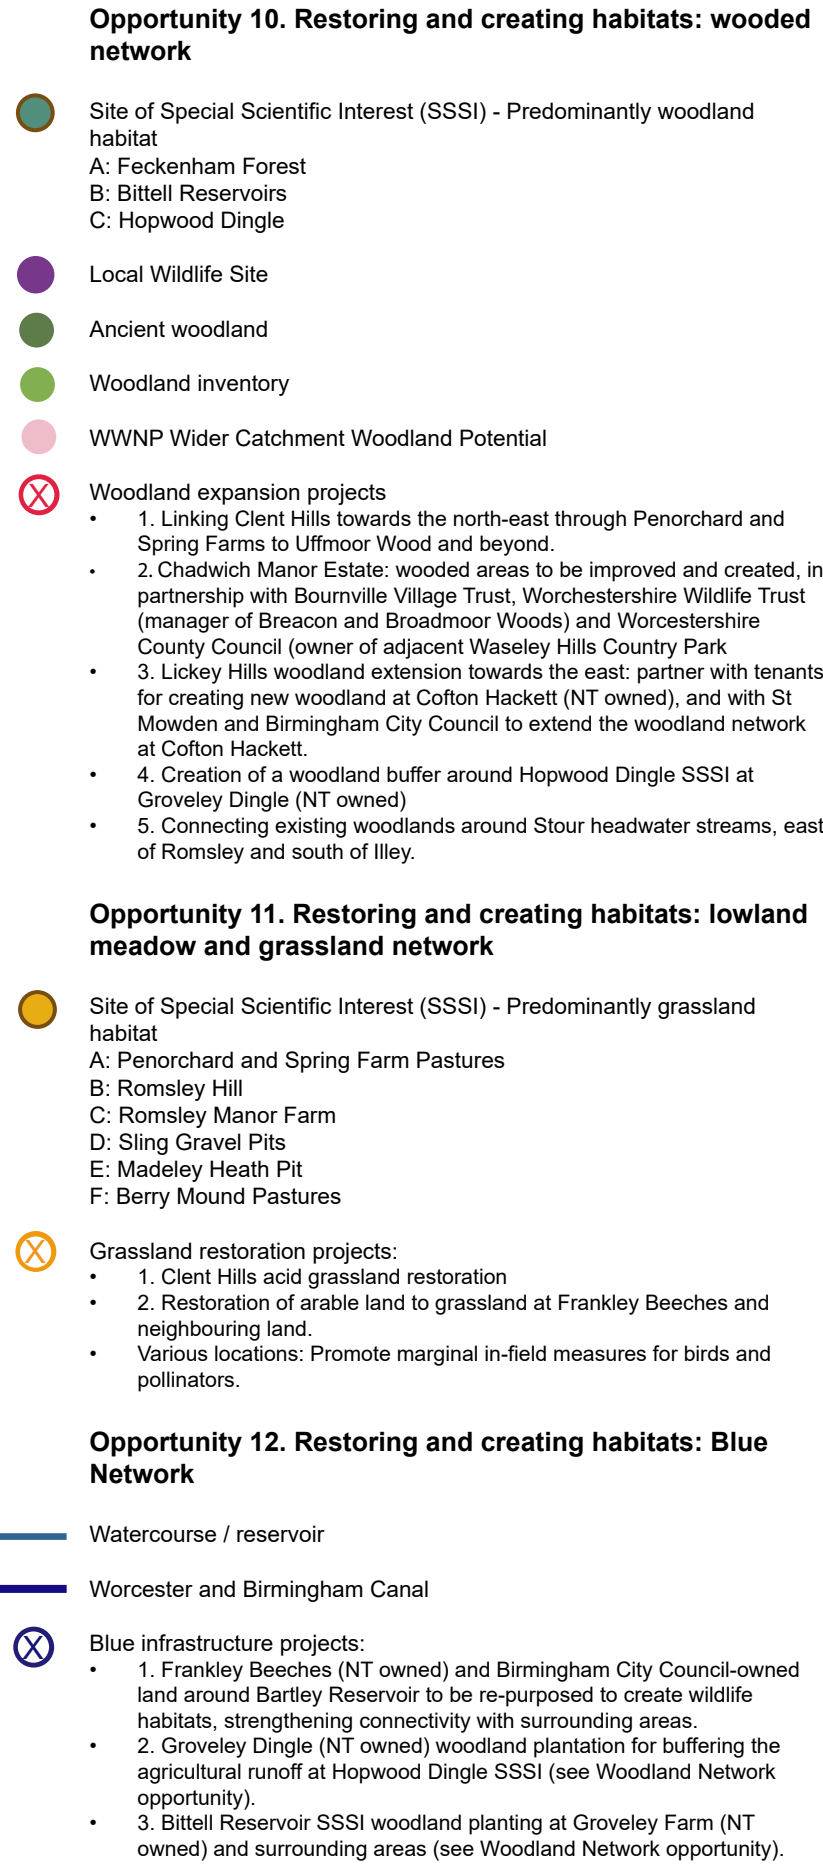 Opportunity 10. Restoring and creating habitats: wooded
network
Site of Special Scientific Interest (SSSI) - Predominantly woodland
habitat
A: Feckenham Forest
B: Bittell Reservoirs
C: Hopwood Dingle
Local Wildlife Site
Ancient woodland
Woodland inventory
WWNP Wider Catchment Woodland Potential
X Woodland expansion projects
• 1. Linking Clent Hills towards the north-east through Penorchard and
Spring Farms to Uffmoor Wood and beyond.
• 2. Chadwich Manor Estate: wooded areas to be improved and created, in
partnership with Bournville Village Trust, Worchestershire Wildlife Trust
(manager of Breacon and Broadmoor Woods) and Worcestershire
County Council (owner of adjacent Waseley Hills Country Park
• 3. Lickey Hills woodland extension towards the east: partner with tenants
for creating new woodland at Cofton Hackett (NT owned), and with St
Mowden and Birmingham City Council to extend the woodland network
at Cofton Hackett.
• 4. Creation of a woodland buffer around Hopwood Dingle SSSI at
Groveley Dingle (NT owned)
• 5. Connecting existing woodlands around Stour headwater streams, east
of Romsley and south of Illey.
Opportunity 11. Restoring and creating habitats: lowland
meadow and grassland network
Site of Special Scientific Interest (SSSI) - Predominantly grassland
habitat
A: Penorchard and Spring Farm Pastures
B: Romsley Hill
C: Romsley Manor Farm
D: Sling Gravel Pits
E: Madeley Heath Pit
F: Berry Mound Pastures
X Grassland restoration projects:
• 1. Clent Hills acid grassland restoration
• 2. Restoration of arable land to grassland at Frankley Beeches and
neighbouring land.
• Various locations: Promote marginal in-field measures for birds and
pollinators.
Opportunity 12. Restoring and creating habitats: Blue
Network
Watercourse / reservoir
Worcester and Birmingham Canal
X Blue infrastructure projects:
• 1. Frankley Beeches (NT owned) and Birmingham City Council-owned
land around Bartley Reservoir to be re-purposed to create wildlife
habitats, strengthening connectivity with surrounding areas.
• 2. Groveley Dingle (NT owned) woodland plantation for buffering the
agricultural runoff at Hopwood Dingle SSSI (see Woodland Network
opportunity).
• 3. Bittell Reservoir SSSI woodland planting at Groveley Farm (NT
owned) and surrounding areas (see Woodland Network opportunity).